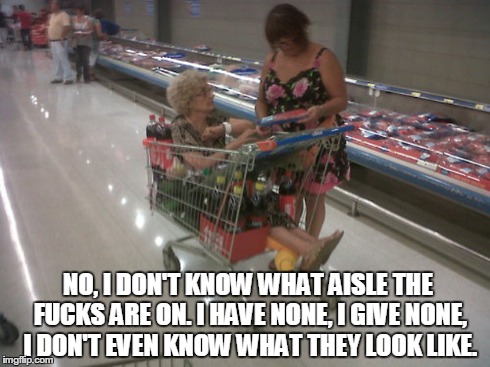 NO, I DON'T KNOW WHAT AISLE THE
FUCKS ARE ON. I HAVE NONE, I GIVE NONE,
I DON'T EVEN KNOW WHAT THEY LOOK LIKE.
imgflip.com